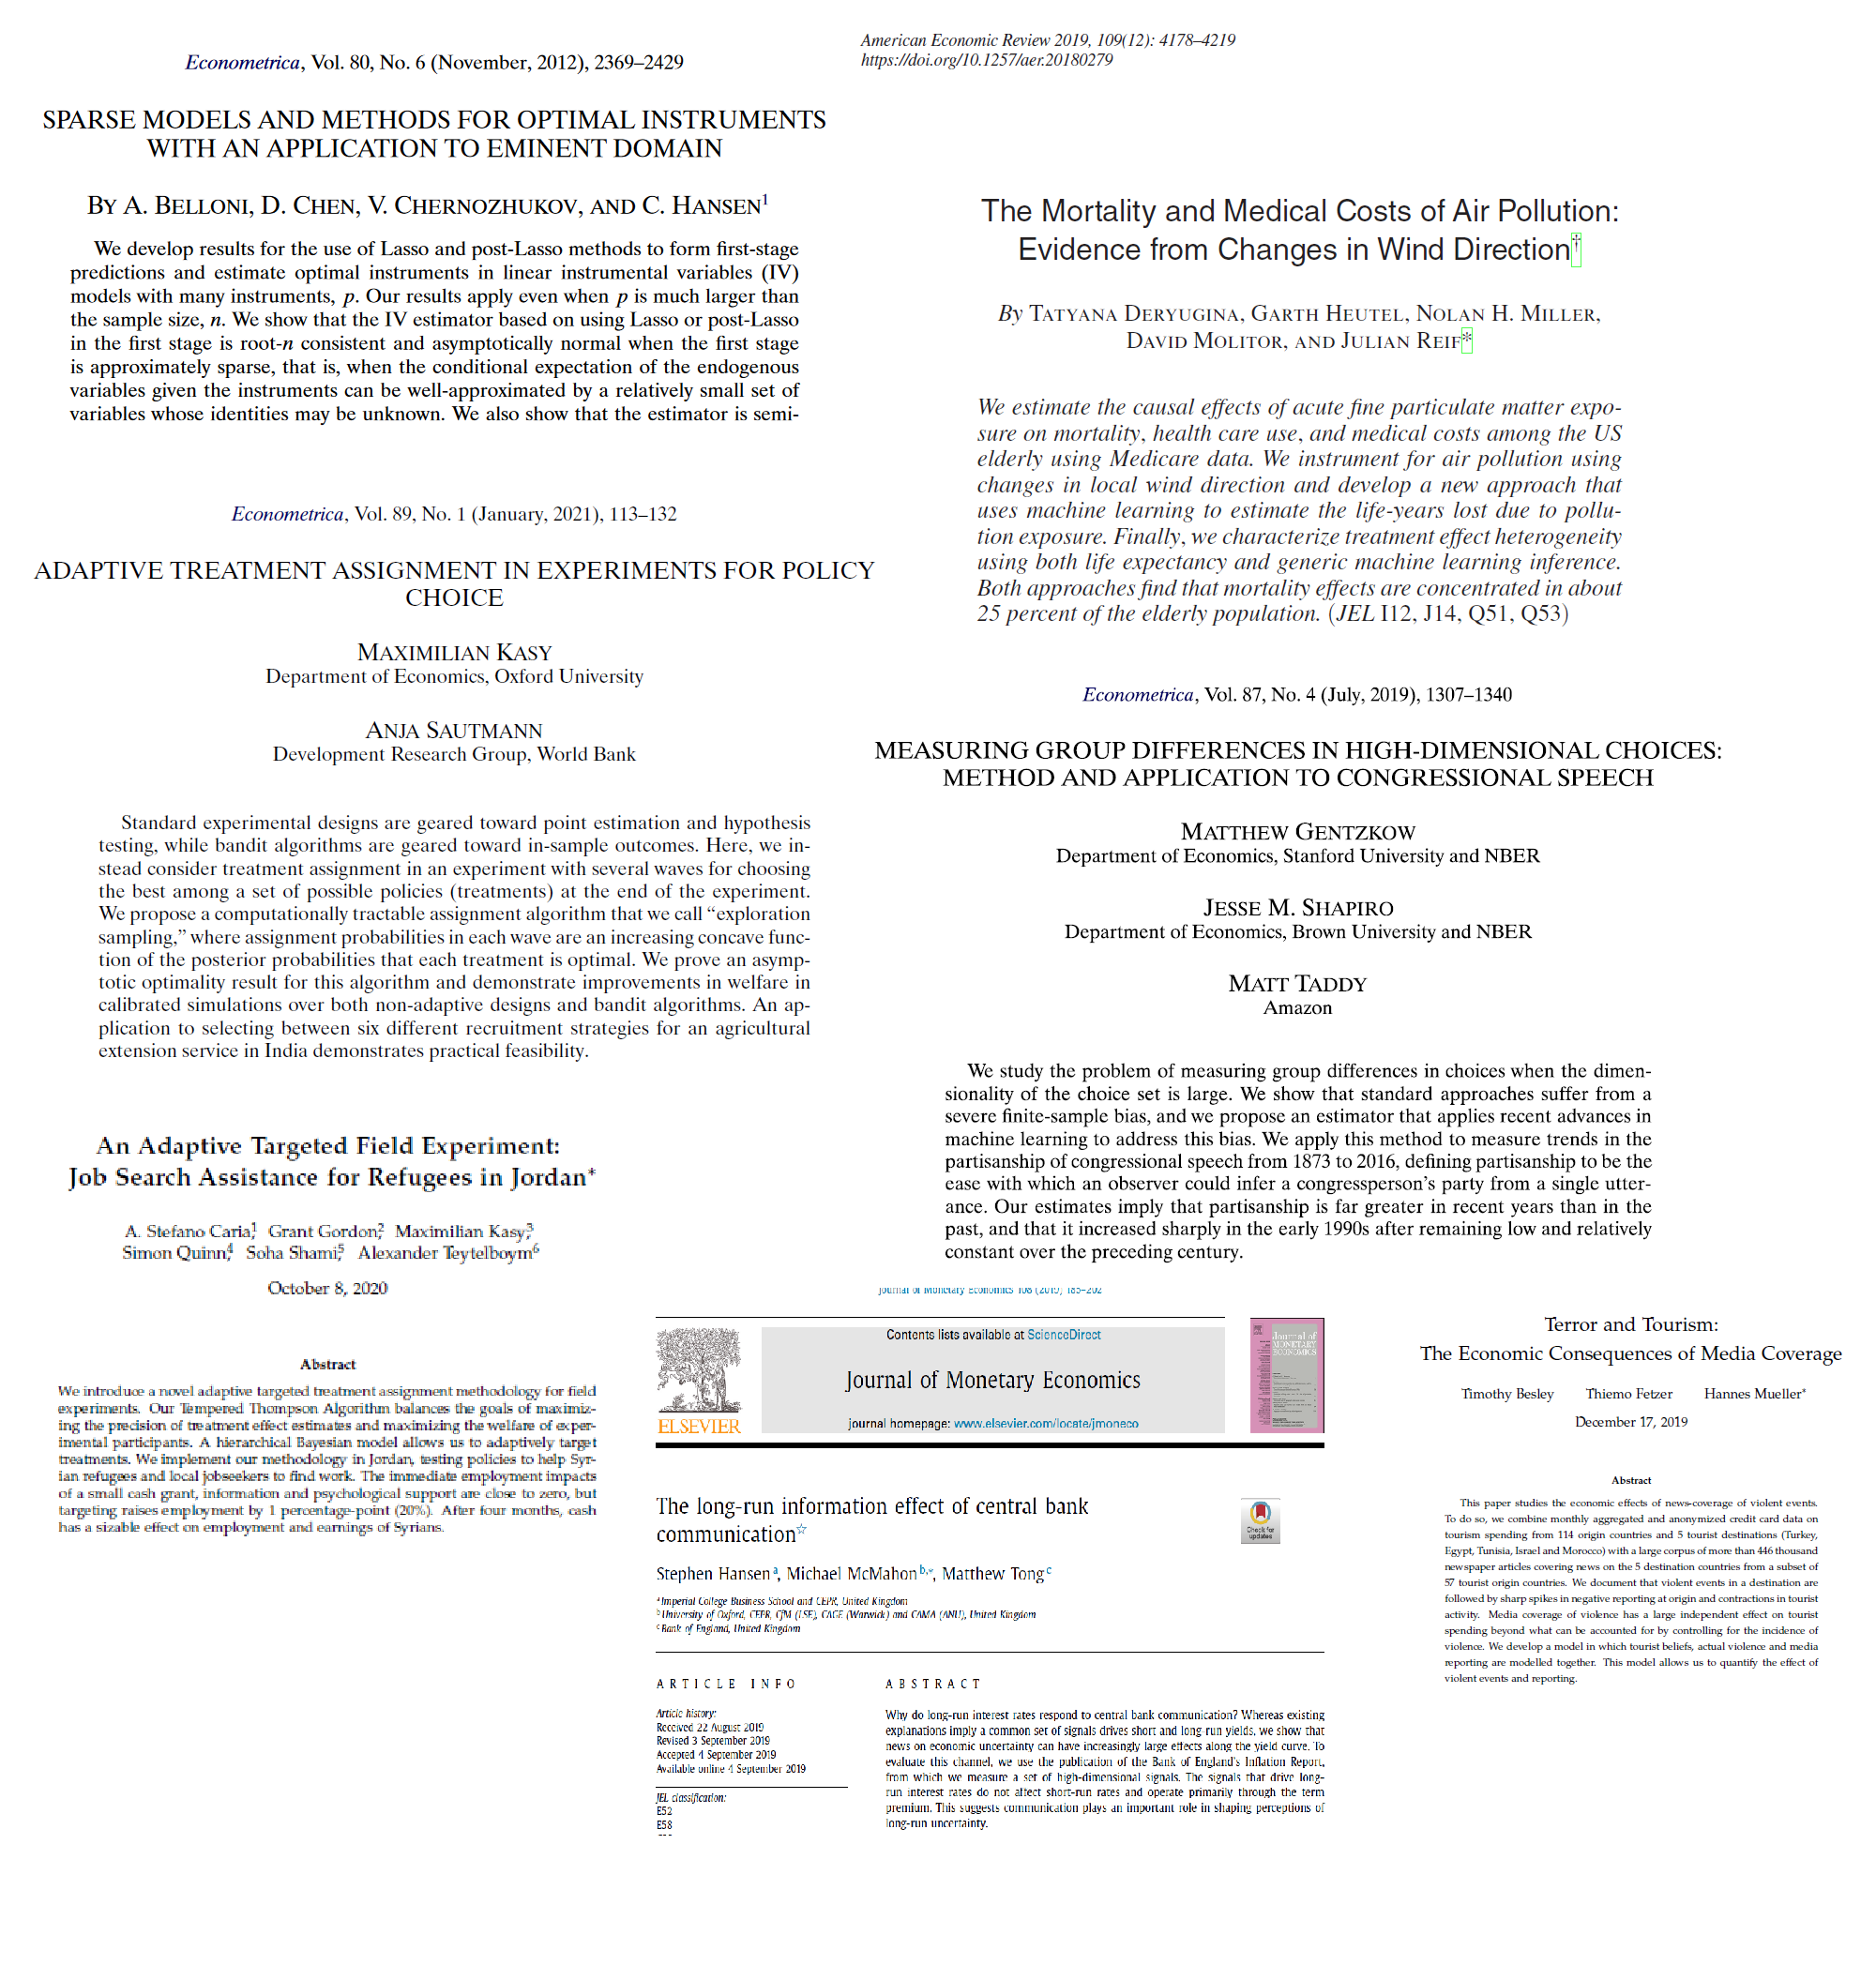 Econometrica, Vol. 80, No. 6 (November, 2012), 2369–2429
SPARSE MODELS AND METHODS FOR OPTIMAL INSTRUMENTS
WITH AN APPLICATION TO EMINENT DOMAIN
BY A. BELLONI, D. CHEN, V. CHERNOZHUKOV, AND C. HANSEN1
We develop results for the use of Lasso and post-Lasso methods to form first-stage
predictions and estimate optimal instruments in linear instrumental variables (IV)
models with many instruments, p. Our results apply even when p is much larger than
the sample size, n. We show that the IV estimator based on using Lasso or post-Lasso
in the first stage is root-n consistent and asymptotically normal when the first stage
is approximately sparse, that is, when the conditional expectation of the endogenous
variables given the instruments can be well-approximated by a relatively small set of
variables whose identities may be unknown. We also show that the estimator is semi-
American Economic Review 2019, 109(12): 4178–4219
https://doi.org/10.1257/aer.20180279
The Mortality and Medical Costs of Air Pollution:
Evidence from Changes in Wind Direction†
By TATYANA DERYUGINA, GARTH HEUTEL, NOLAN H. MILLER,
DAVID MOLITOR, AND JULIAN REIF*
We estimate the causal effects of acute fine particulate matter expo-
sure on mortality, health care use, and medical costs among the US
elderly using Medicare data. We instrument for air pollution using
changes in local wind direction and develop a new approach that
uses machine learning to estimate the life-years lost due to pollu-
tion exposure. Finally, we characterize treatment effect heterogeneity
using both life expectancy and generic machine learning inference.
Both approaches find that mortality effects are concentrated in about
25 percent of the elderly population. (JEL I12, J14, Q51, Q53)
Econometrica, Vol. 89, No. 1 (January, 2021), 113–132
ADAPTIVE TREATMENT ASSIGNMENT IN EXPERIMENTS FOR POLICY
CHOICE
MAXIMILIAN KASY
Department of Economics, Oxford University
ANJA SAUTMANN
Development Research Group, World Bank
Standard experimental designs are geared toward point estimation and hypothesis
testing, while bandit algorithms are geared toward in-sample outcomes. Here, we in-
stead consider treatment assignment in an experiment with several waves for choosing
the best among a set of possible policies (treatments) at the end of the experiment.
We propose a computationally tractable assignment algorithm that we call “exploration
sampling,” where assignment probabilities in each wave are an increasing concave func-
tion of the posterior probabilities that each treatment is optimal. We prove an asymp-
totic optimality result for this algorithm and demonstrate improvements in welfare in
calibrated simulations over both non-adaptive designs and bandit algorithms. An ap-
plication to selecting between six different recruitment strategies for an agricultural
extension service in India demonstrates practical feasibility.
Econometrica, Vol. 87, No. 4 (July, 2019), 1307–1340
MEASURING GROUP DIFFERENCES IN HIGH-DIMENSIONAL CHOICES:
METHOD AND APPLICATION TO CONGRESSIONAL SPEECH
MATTHEW GENTZKOW
Department of Economics, Stanford University and NBER
JESSE M. SHAPIRO
Department of Economics, Brown University and NBER
MATT TADDY
Amazon
We study the problem of measuring group differences in choices when the dimen-
sionality of the choice set is large. We show that standard approaches suffer from a
severe finite-sample bias, and we propose an estimator that applies recent advances in
machine learning to address this bias. We apply this method to measure trends in the
partisanship of congressional speech from 1873 to 2016, defining partisanship to be the
ease with which an observer could infer a congressperson’s party from a single utter-
ance. Our estimates imply that partisanship is far greater in recent years than in the
past, and that it increased sharply in the early 1990s after remaining low and relatively
constant over the preceding century.
An Adaptive Targeted Field Experiment:
Job Search Assistance for Refugees in Jordan*
A. Stefano Caria,1 Grant Gordon,2 Maximilian Kasy,3
Simon Quinn,4 Soha Shami,5 Alexander Teytelboym6
October 8, 2020
Abstract
We introduce a novel adaptive targeted treatment assignment methodology for field
experiments. Our Tempered Thompson Algorithm balances the goals of maximiz-
ing the precision of treatment effect estimates and maximizing the welfare of exper-
imental participants. A hierarchical Bayesian model allows us to adaptively target
treatments. We implement our methodology in Jordan, testing policies to help Syr-
ian refugees and local jobseekers to find work. The immediate employment impacts
of a small cash grant, information and psychological support are close to zero, but
targeting raises employment by 1 percentage-point (20%). After four months, cash
has a sizable effect on employment and earnings of Syrians.
Journal of Monetary Economics 108 (2019) 185–202
Contents lists available at ScienceDirect
Journal of Monetary Economics
journal homepage: www.elsevier.com/locate/jmoneco
ELSEVIER
Journal of
MONETARY
ECONOMICS
The long-run information effect of central bank
communication☆
Check for
updates
Stephen Hansen a, Michael McMahon b,*, Matthew Tong c
a Imperial College Business School and CEPR, United Kingdom
b University of Oxford, CEPR, CfM (LSE), CAGE (Warwick) and CAMA (ANU), United Kingdom
c Bank of England, United Kingdom
ARTICLE INFO
Article history:
Received 22 August 2019
Revised 3 September 2019
Accepted 4 September 2019
Available online 4 September 2019
JEL classification:
E52
E58
ABSTRACT
Why do long-run interest rates respond to central bank communication? Whereas existing
explanations imply a common set of signals drives short and long-run yields, we show that
news on economic uncertainty can have increasingly large effects along the yield curve. To
evaluate this channel, we use the publication of the Bank of England's Inflation Report,
from which we measure a set of high-dimensional signals. The signals that drive long-
run interest rates do not affect short-run rates and operate primarily through the term
premium. This suggests communication plays an important role in shaping perceptions of
long-run uncertainty.
Terror and Tourism:
The Economic Consequences of Media Coverage
Timothy Besley Thiemo Fetzer Hannes Mueller*
December 17, 2019
Abstract
This paper studies the economic effects of news-coverage of violent events.
To do so, we combine monthly aggregated and anonymized credit card data on
tourism spending from 114 origin countries and 5 tourist destinations (Turkey,
Egypt, Tunisia, Israel and Morocco) with a large corpus of more than 446 thousand
newspaper articles covering news on the 5 destination countries from a subset of
57 tourist origin countries. We document that violent events in a destination are
followed by sharp spikes in negative reporting at origin and contractions in tourist
activity. Media coverage of violence has a large independent effect on tourist
spending beyond what can be accounted for by controlling for the incidence of
violence. We develop a model in which tourist beliefs, actual violence and media
reporting are modelled together. This model allows us to quantify the effect of
violent events and reporting.